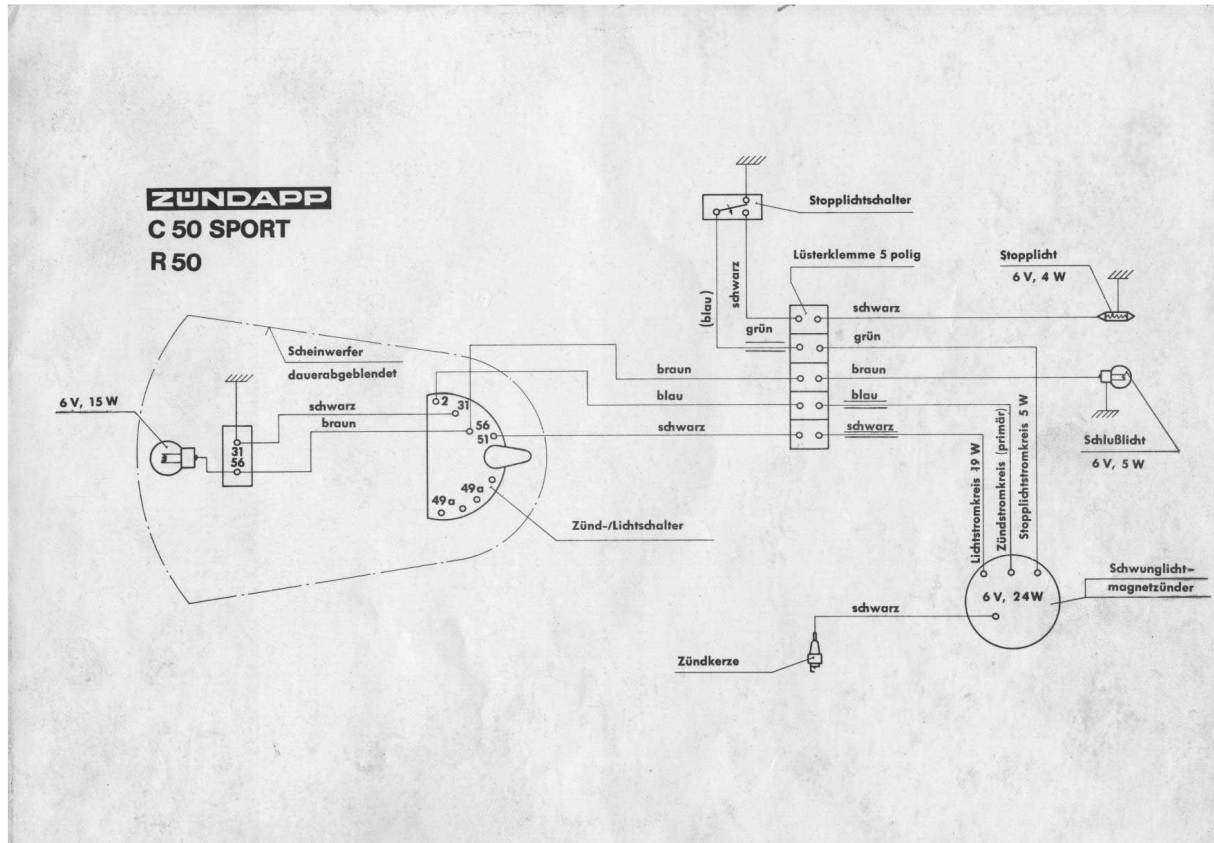 ZÜNDAPP
C 50 SPORT
R 50
Stopplichtschalter
Lüsterklemme 5 polig
Stopplicht
6 V, 4 W
(blau)
schwarz
schwarz
grün
grün
Scheinwerfer
dauerabgeblendet
braun
braun
6 V, 15 W
blau
blau
schwarz
braun
2
31
56
51
schwarz
schwarz
31
56
Schlußlicht
6 V, 5 W
49a
49a
Zünd-/Lichtschalter
Lichtstromkreis 19 W
Zündstromkreis (primär)
Stopplichtstromkreis 5 W
Schwunglicht-
magnetzünder
6 V, 24 W
schwarz
Zündkerze